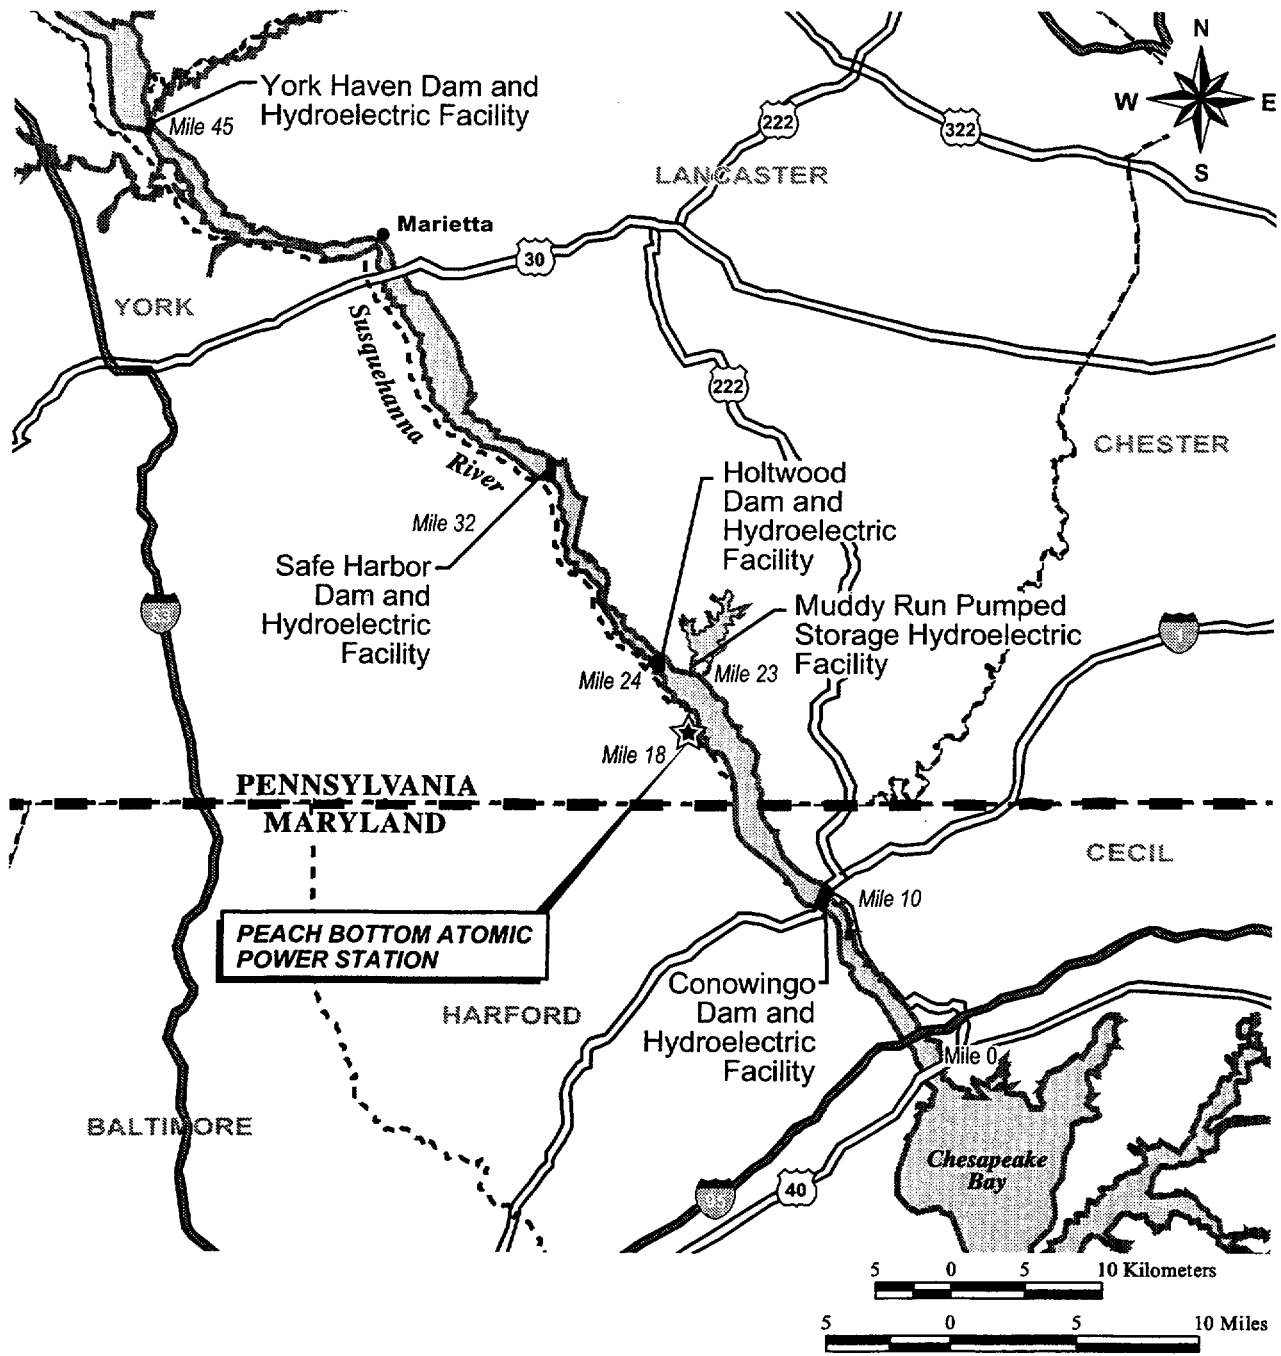 N
W
E
S
York Haven Dam and
Hydroelectric Facility
Mile 45
222
322
LANCASTER
Marietta
30
YORK
Susquehanna
River
222
CHESTER
Holtwood
Dam and
Hydroelectric
Facility
Mile 32
Safe Harbor
Dam and
Hydroelectric
Facility
83
Muddy Run Pumped
Storage Hydroelectric
Facility
1
Mile 24
Mile 23
Mile 18
PENNSYLVANIA
MARYLAND
CECIL
Mile 10
PEACH BOTTOM ATOMIC
POWER STATION
HARFORD
Conowingo
Dam and
Hydroelectric
Facility
Mile 0
BALTIMORE
Chesapeake
Bay
95
40
5 0 5 10 Kilometers
5 0 5 10 Miles